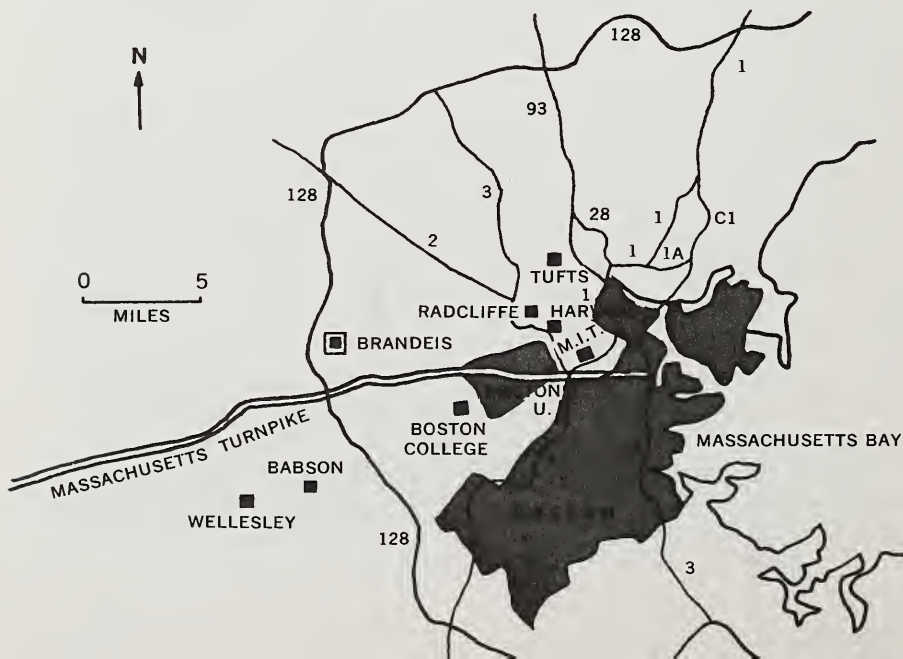 128
N
1
93
128
3
28
1
C1
2
1
1A
0 5
MILES
TUFTS
1
RADCLIFFE HAR
M.I.T.
BRANDEIS
U.
BOSTON
COLLEGE
MASSACHUSETTS BAY
MASSACHUSETTS TURNPIKE
BABSON
WELLESLEY
128
3